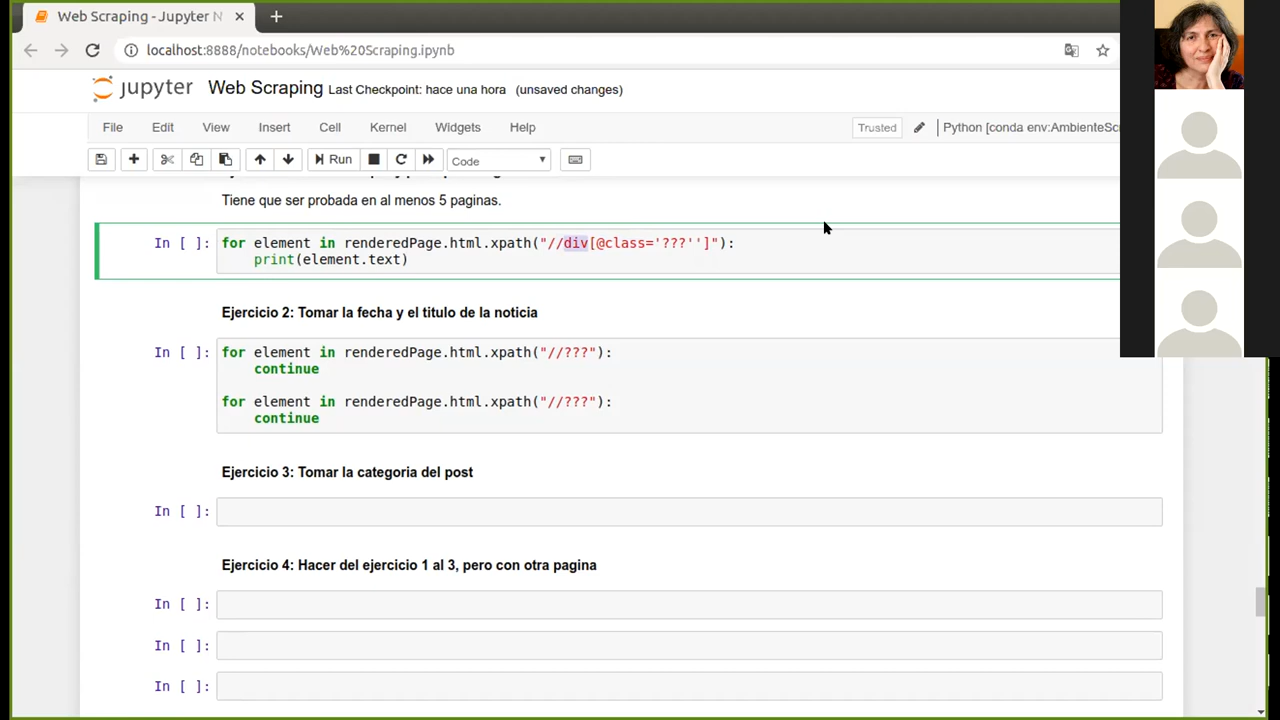 Web Scraping - Jupyter N
localhost:8888/notebooks/Web%20Scraping.ipynb
jupyter Web Scraping Last Checkpoint: hace una hora (unsaved changes)
File Edit View Insert Cell Kernel Widgets Help Trusted Python [conda env:AmbienteScr
Run Code
Tiene que ser probada en al menos 5 paginas.
In [ ]: for element in renderedPage.html.xpath("//div[@class='???'']"):
print(element.text)
Ejercicio 2: Tomar la fecha y el titulo de la noticia
In [ ]: for element in renderedPage.html.xpath("//???"):
continue
for element in renderedPage.html.xpath("//???"):
continue
Ejercicio 3: Tomar la categoria del post
In [ ]:
Ejercicio 4: Hacer del ejercicio 1 al 3, pero con otra pagina
In [ ]:
In [ ]:
In [ ]: